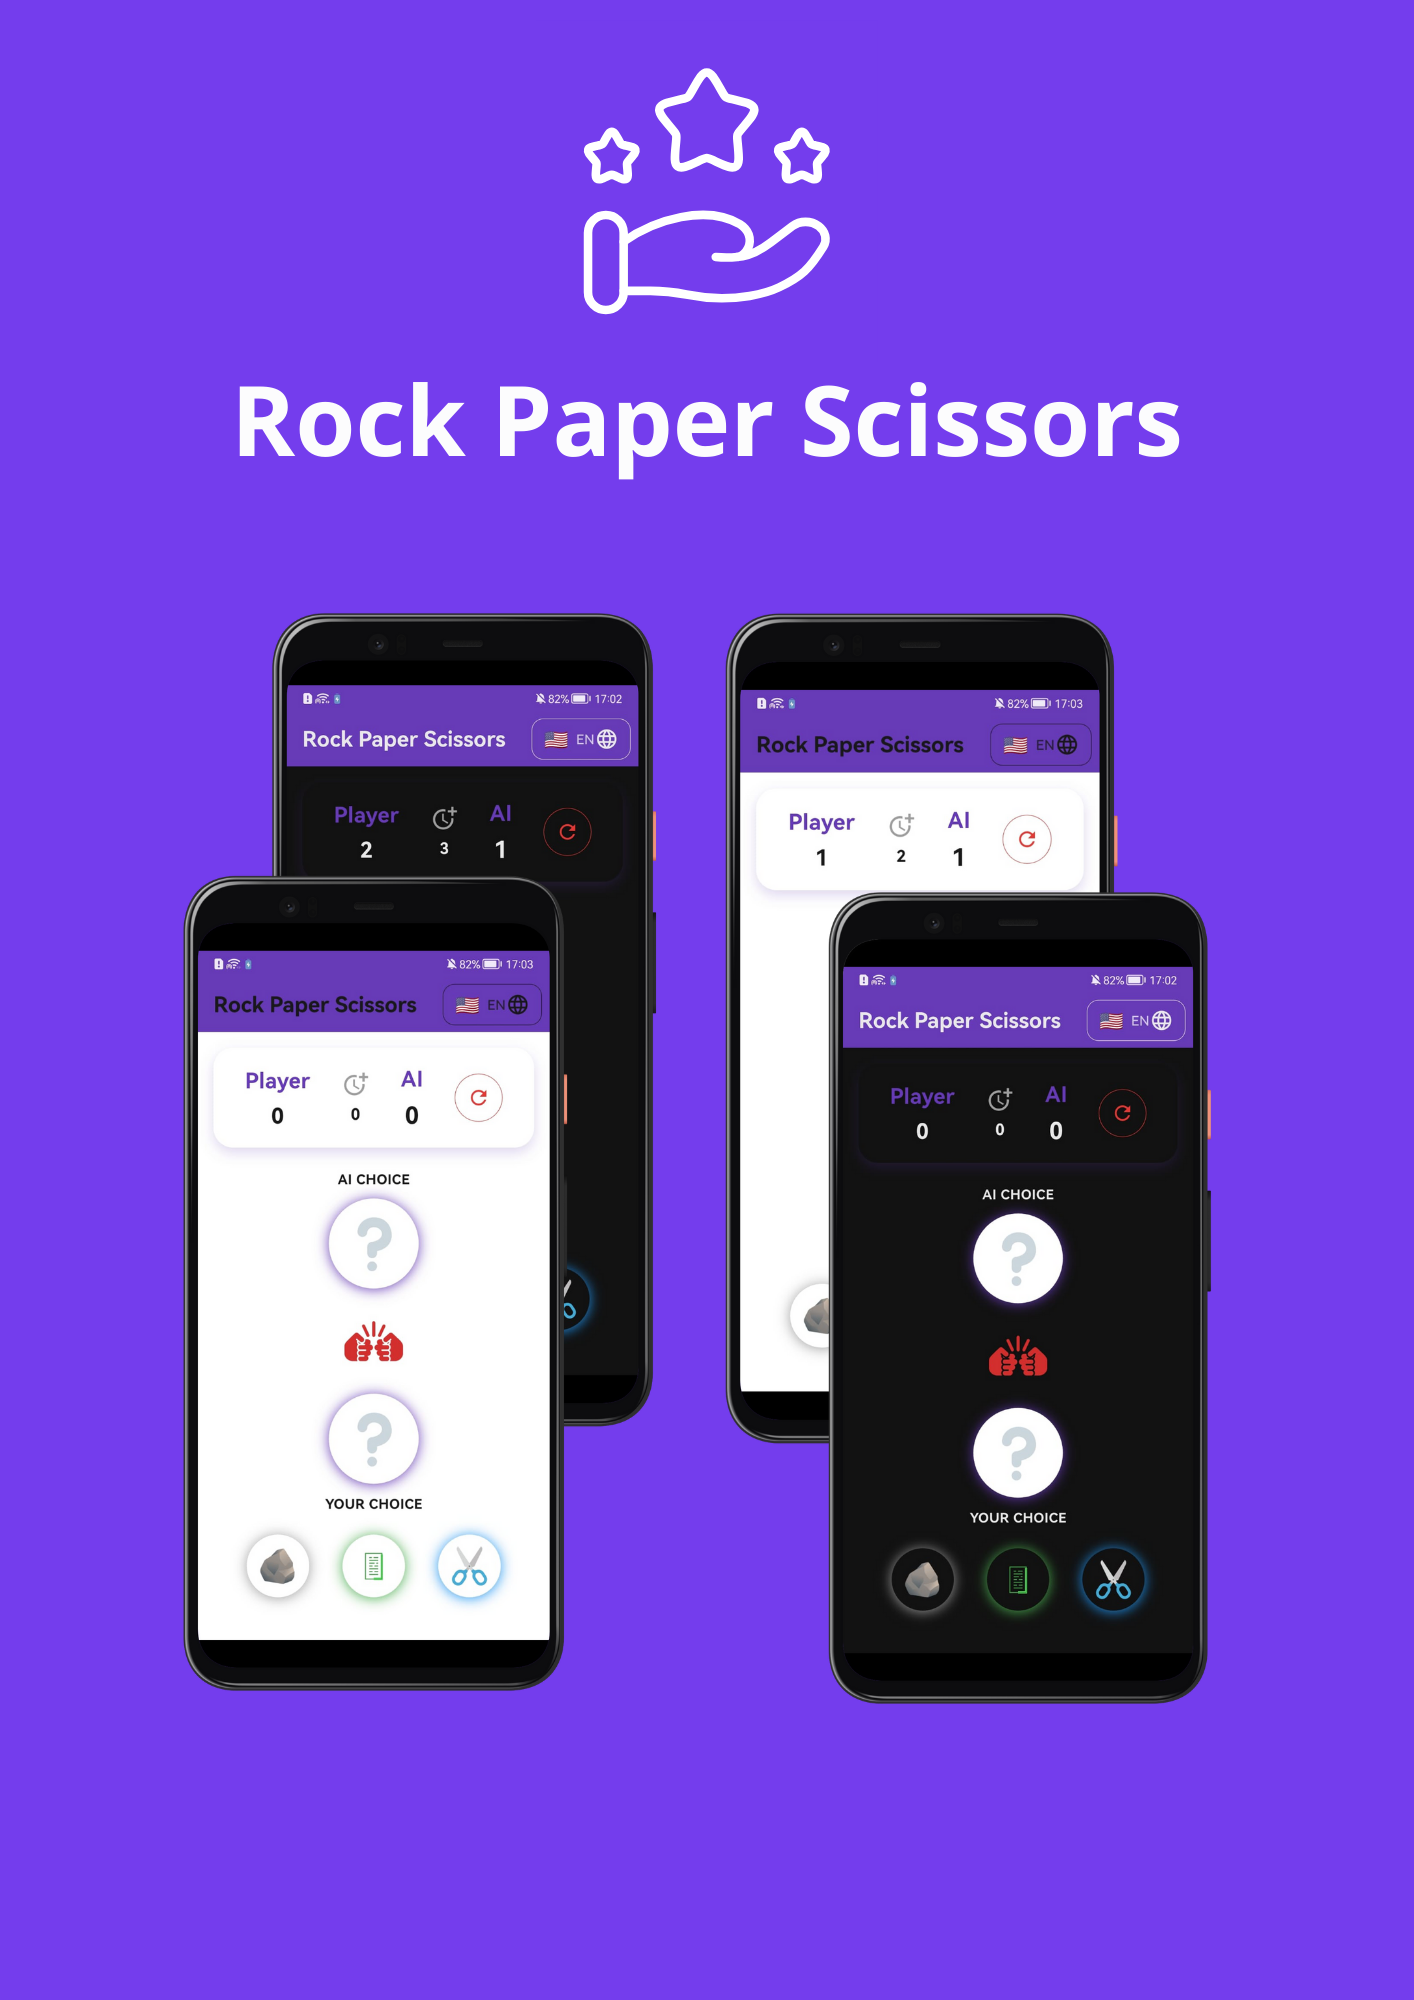 Rock Paper Scissors
82% 17:02
Rock Paper Scissors
EN
Player AI
2 3 1
82% 17:03
Rock Paper Scissors
EN
Player AI
1 2 1
82% 17:03
Rock Paper Scissors
EN
Player AI
0 0 0
AI CHOICE
?
?
YOUR CHOICE
82% 17:02
Rock Paper Scissors
EN
Player AI
0 0 0
AI CHOICE
?
?
YOUR CHOICE